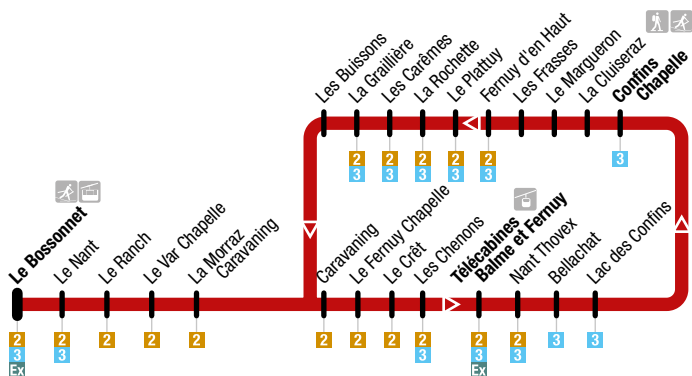 Les Buissons
La Graillière
Les Carêmes
La Rochette
Le Plattuy
Fernuy d'en Haut
Les Frasses
Le Margueron
La Cluiseraz
Confins
Chapelle
2
3
2
3
2
3
2
3
2
3
3
Le Bossonnet
Le Nant
Le Ranch
Le Var Chapelle
La Morraz
Caravaning
Caravaning
Le Fernuy Chapelle
Le Crêt
Les Chenons
Télécabines
Balme et Fernuy
Nant Thovex
Bellachat
Lac des Confins
2
3
Ex
2
3
2
2
2
2
2
2
2
3
2
3
Ex
2
3
3
3